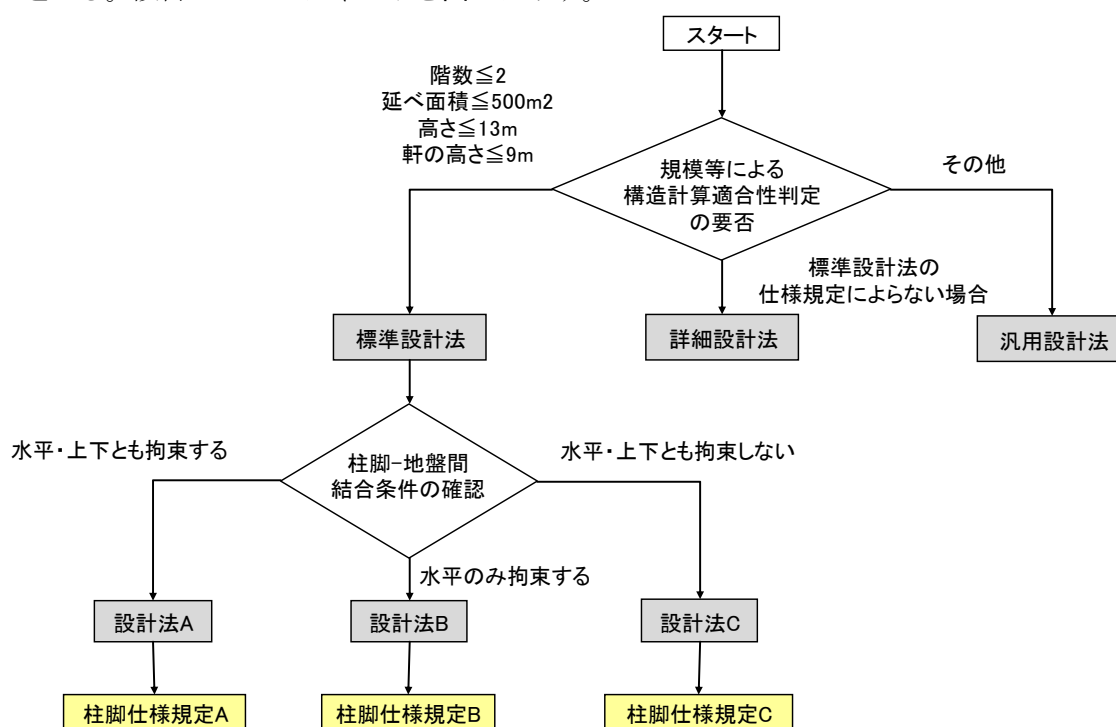 スタート
階数≦2
延べ面積≦500m2
高さ≦13m
軒の高さ≦9m
規模等による
構造計算適合性判定
の要否
その他
標準設計法の
仕様規定によらない場合
標準設計法
詳細設計法
汎用設計法
水平・上下とも拘束する
柱脚-地盤間
結合条件の確認
水平・上下とも拘束しない
水平のみ拘束する
設計法A
設計法B
設計法C
柱脚仕様規定A
柱脚仕様規定B
柱脚仕様規定C